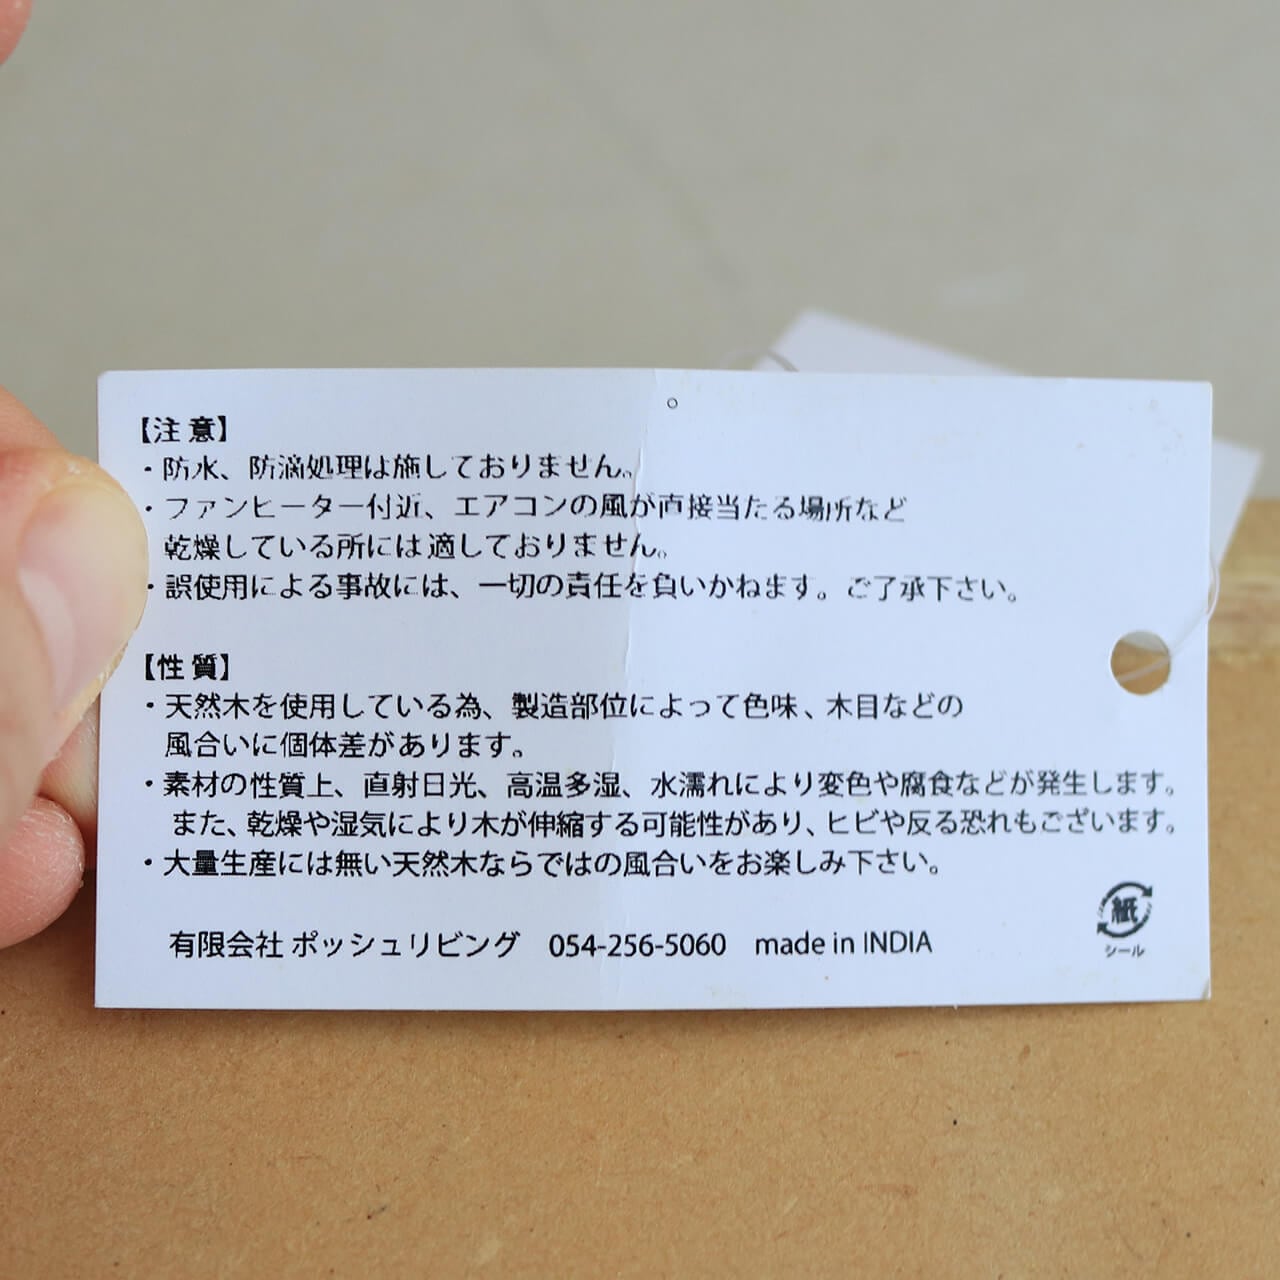 【注意】
・防水、防滴処理は施しておりません。
・ファンヒーター付近、エアコンの風が直接当たる場所など
乾燥している所には適しておりません。
・誤使用による事故には、一切の責任を負いかねます。ご了承下さい。
【性質】
・天然木を使用している為、製造部位によって色味、木目などの
風合いに個体差があります。
・素材の性質上、直射日光、高温多湿、水濡れにより変色や腐食などが発生します。
また、乾燥や湿気により木が伸縮する可能性があり、ヒビや反る恐れもございます。
・大量生産には無い天然木ならではの風合いをお楽しみ下さい。
有限会社 ポッシュリビング 054-256-5060 made in INDIA
紙
シール